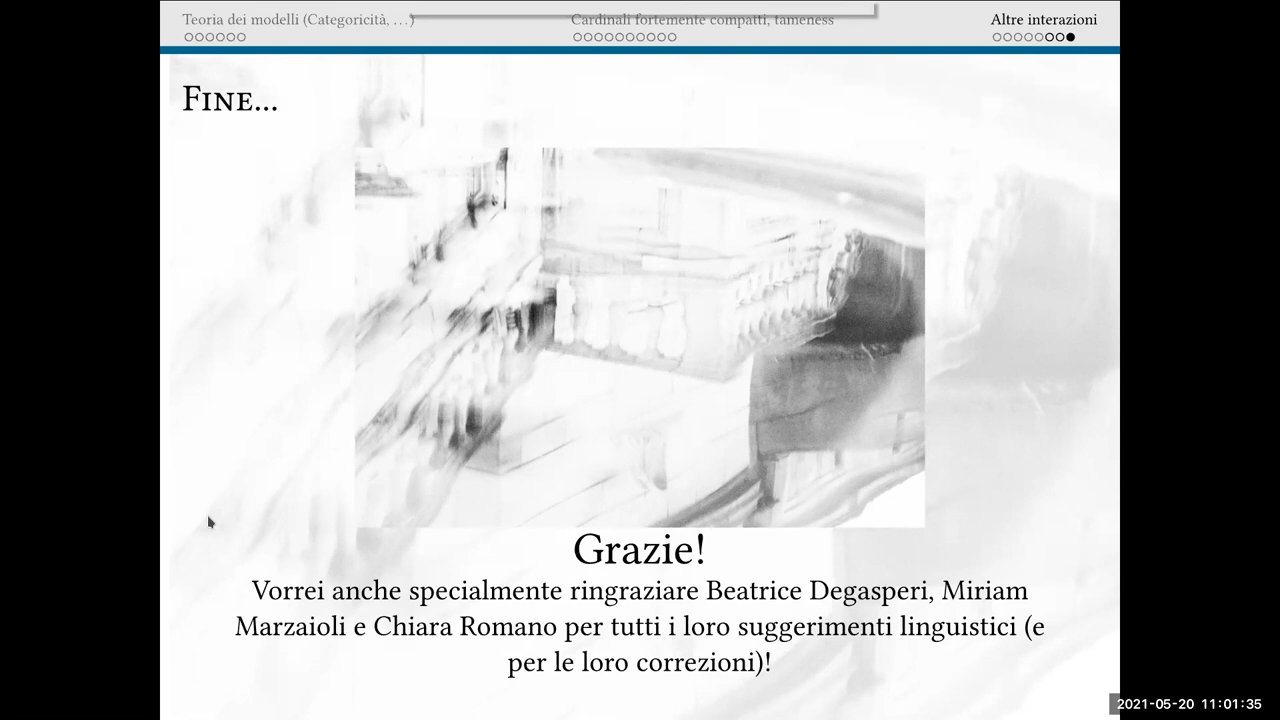 Teoria dei modelli (Categoricità, …)
Cardinali fortemente compatti, tameness
Altre interazioni
Fine...
Grazie!
Vorrei anche specialmente ringraziare Beatrice Degasperi, Miriam
Marzaioli e Chiara Romano per tutti i loro suggerimenti linguistici (e
per le loro correzioni)!
2021-05-20 11:01:35